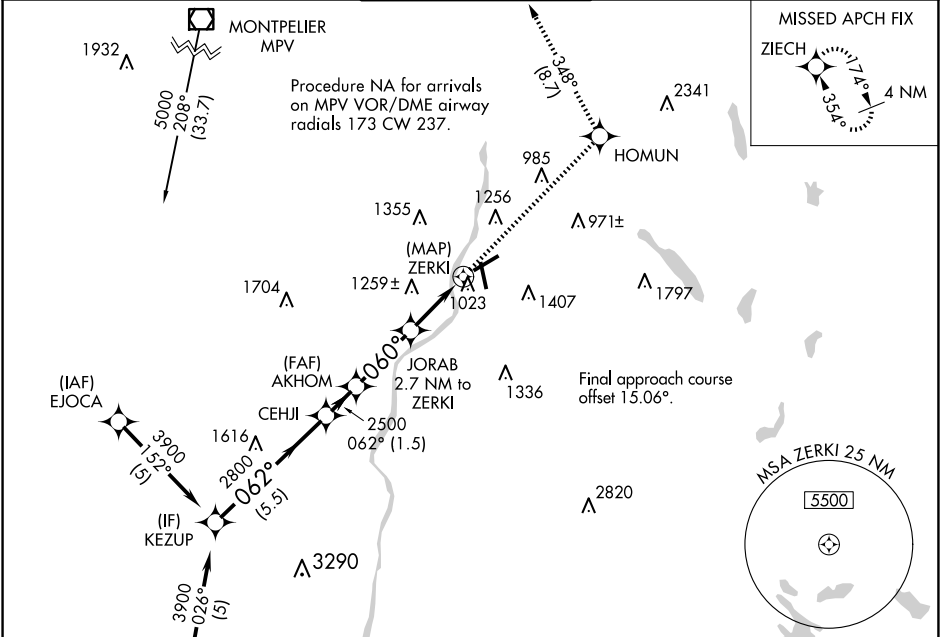 MONTPELIER
MPV
1932
5000
208°
(33.7)
Procedure NA for arrivals
on MPV VOR/DME airway
radials 173 CW 237.
348°
(8.7)
2341
HOMUN
MISSED APCH FIX
ZIECH
174°
354°
4 NM
985
1256
1355
971±
(MAP)
ZERKI
1259±
1023
1704
1407
1797
060°
(FAF)
AKHOM
JORAB
2.7 NM to
ZERKI
1336
Final approach course
offset 15.06°.
(IAF)
EJOCA
CEHJI
2500
062° (1.5)
3900
152°
(5)
1616
2800
062°
(5.5)
(IF)
KEZUP
2820
MSA ZERKI 25 NM
5500
3290
3900
026°
(5)